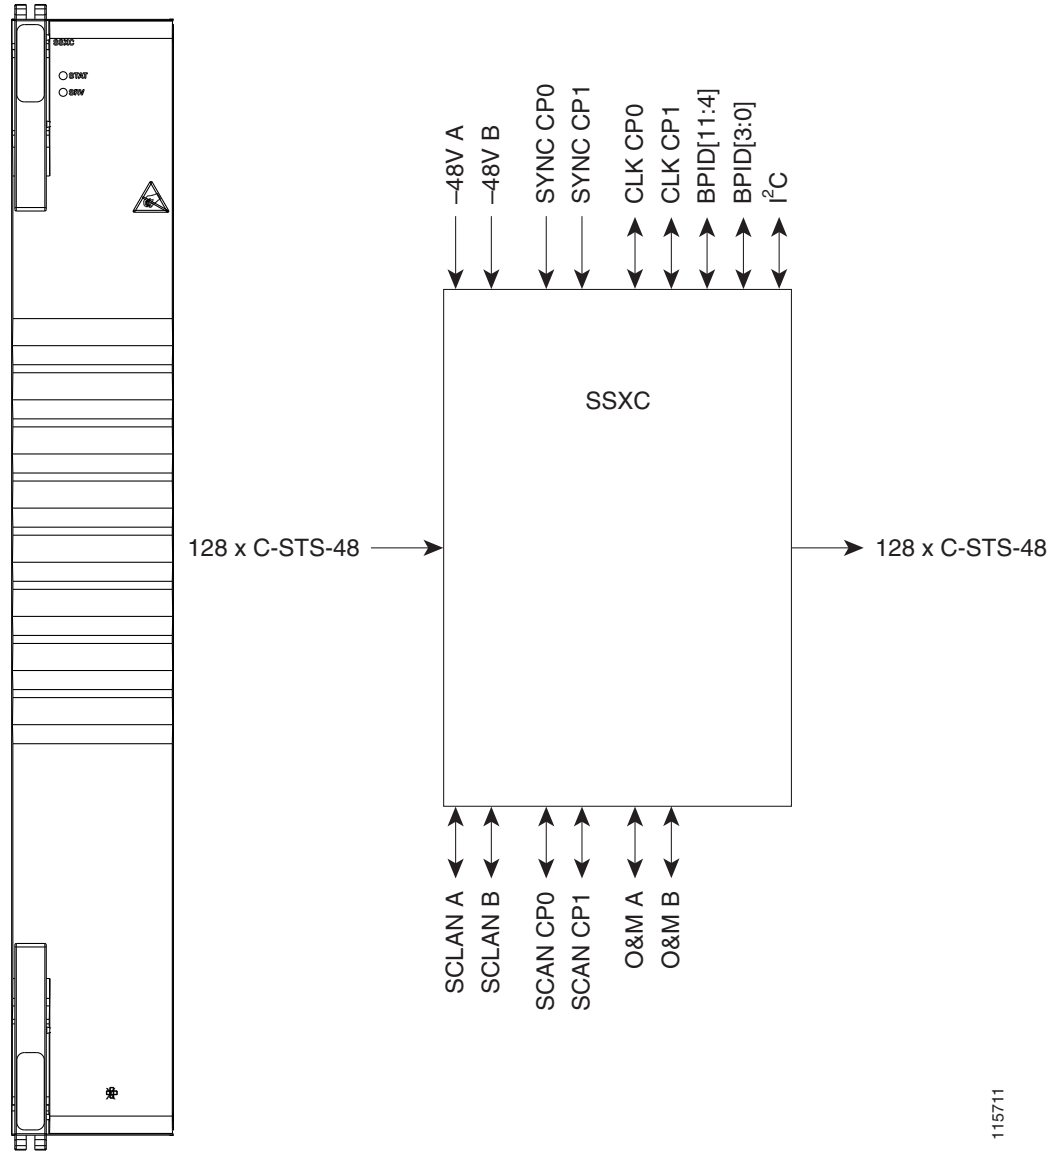 SSXC
STAT
SRV
–48V A
–48V B
SYNC CP0
SYNC CP1
CLK CP0
CLK CP1
BPID[11:4]
BPID[3:0]
I²C
SSXC
128 x C-STS-48
128 x C-STS-48
SCLAN A
SCLAN B
SCAN CP0
SCAN CP1
O&M A
O&M B
115711